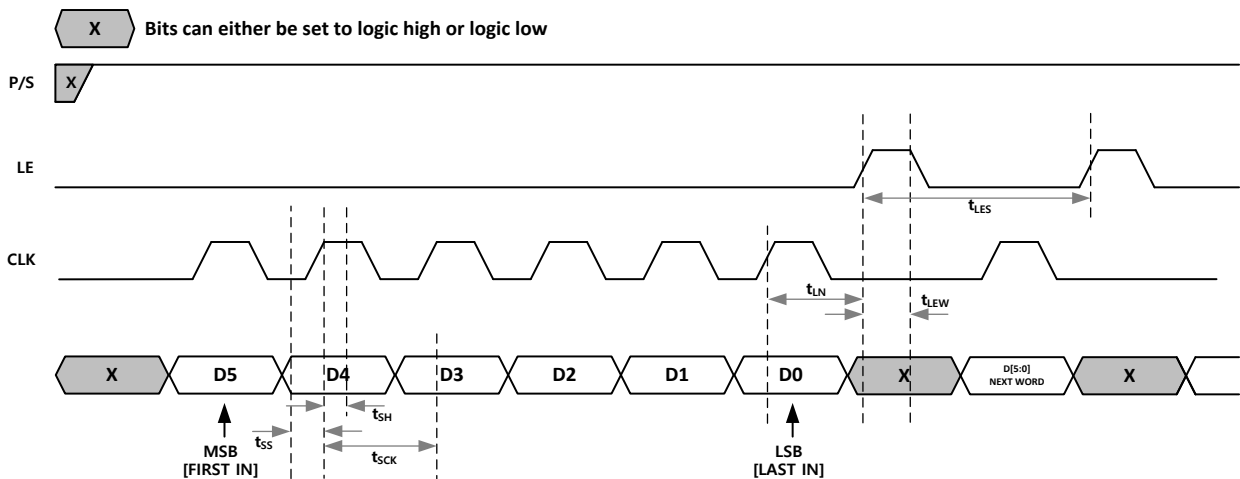 X Bits can either be set to logic high or logic low
P/S X
LE
tLES
CLK
tLN
tLEW
X D5 D4 D3 D2 D1 D0 X D[5:0] X
NEXT WORD
tSH
tSS
tSCK
MSB
[FIRST IN]
LSB
[LAST IN]